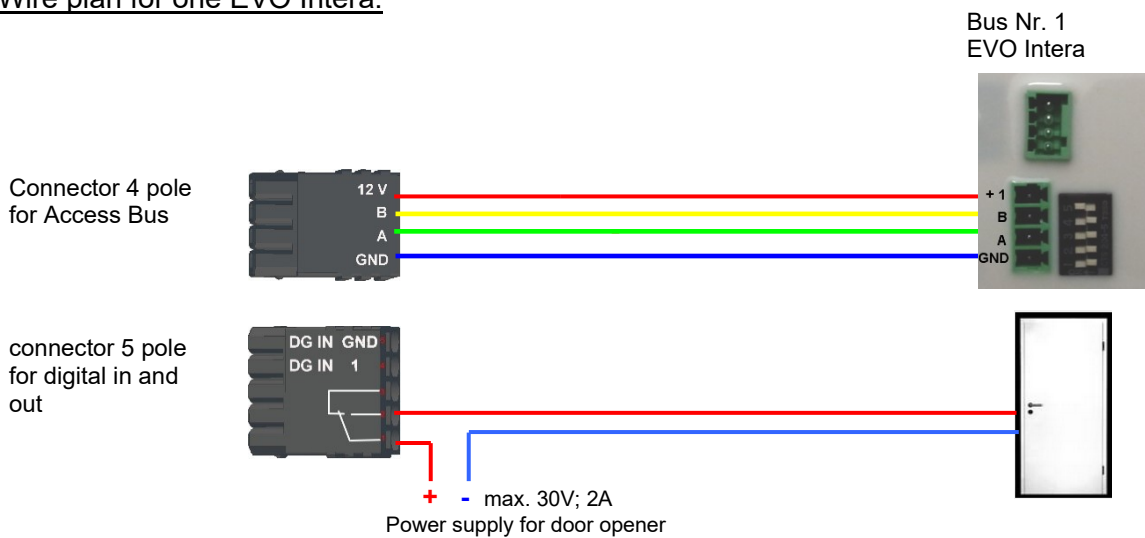 Wire plan for one EVO Intera:
Bus Nr. 1
EVO Intera
Connector 4 pole
for Access Bus
12 V
B
A
GND
+ 1
B
A
GND
connector 5 pole
for digital in and
out
DG IN GND
DG IN 1
+ - max. 30V; 2A
Power supply for door opener